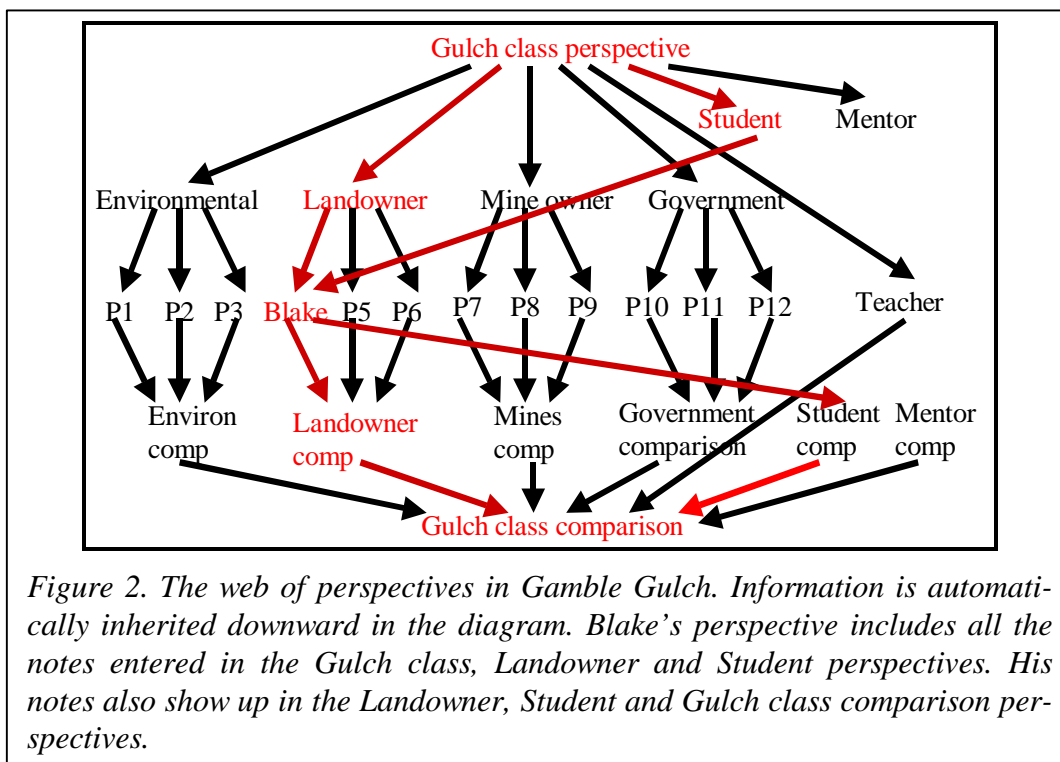 Gulch class perspective
Student Mentor
Environmental Landowner Mine owner Government
P1 P2 P3 Blake P5 P6 P7 P8 P9 P10 P11 P12 Teacher
Environ Landowner Mines Government Student Mentor
comp comp comp comparison comp comp
Gulch class comparison
Figure 2. The web of perspectives in Gamble Gulch. Information is automati-
cally inherited downward in the diagram. Blake’s perspective includes all the
notes entered in the Gulch class, Landowner and Student perspectives. His
notes also show up in the Landowner, Student and Gulch class comparison per-
spectives.